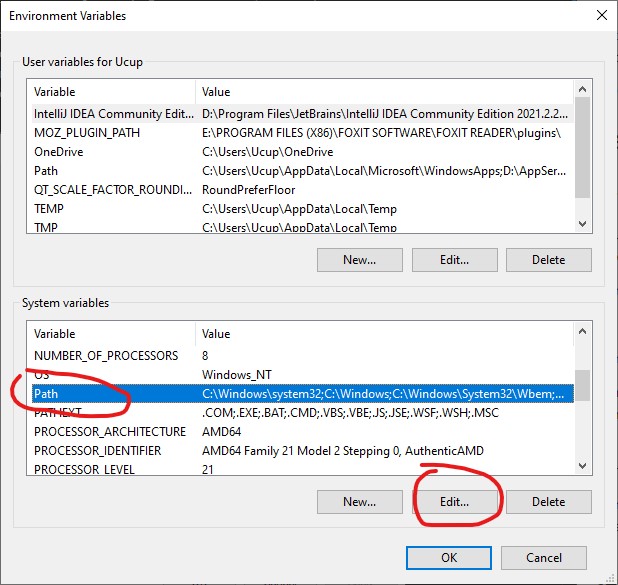 Environment Variables
User variables for Ucup
Variable Value
IntelliJ IDEA Community Edit... D:\Program Files\JetBrains\IntelliJ IDEA Community Edition 2021.2.2...
MOZ_PLUGIN_PATH E:\PROGRAM FILES (X86)\FOXIT SOFTWARE\FOXIT READER\plugins\
OneDrive C:\Users\Ucup\OneDrive
Path C:\Users\Ucup\AppData\Local\Microsoft\WindowsApps;D:\AppSer...
QT_SCALE_FACTOR_ROUNDI... RoundPreferFloor
TEMP C:\Users\Ucup\AppData\Local\Temp
TMP C:\Users\Ucup\AppData\Local\Temp
New... Edit... Delete
System variables
Variable Value
NUMBER_OF_PROCESSORS 8
OS Windows_NT
Path C:\Windows\system32;C:\Windows;C:\Windows\System32\Wbem;...
PATHEXT .COM;.EXE;.BAT;.CMD;.VBS;.VBE;.JS;.JSE;.WSF;.WSH;.MSC
PROCESSOR_ARCHITECTURE AMD64
PROCESSOR_IDENTIFIER AMD64 Family 21 Model 2 Stepping 0, AuthenticAMD
PROCESSOR_LEVEL 21
New... Edit... Delete
OK Cancel